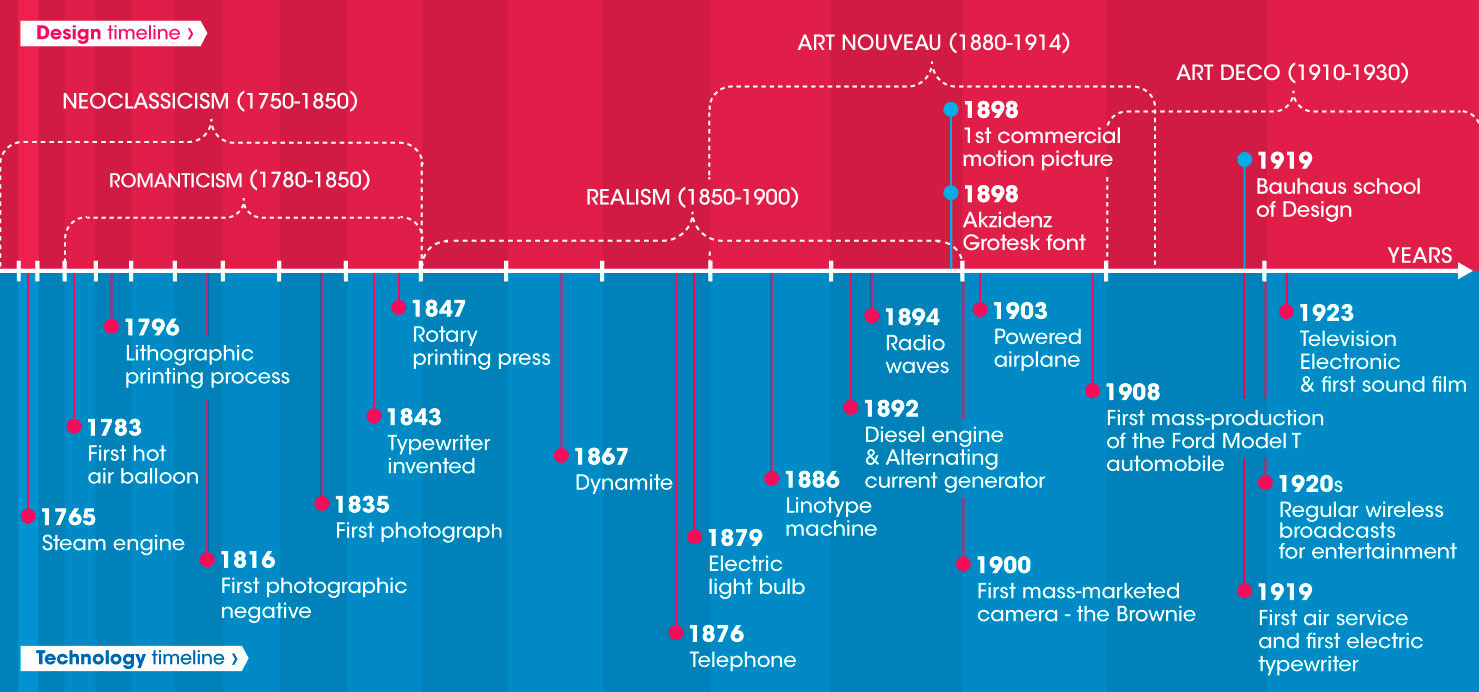 Design timeline ›
NEOCLASSICISM (1750-1850)
ROMANTICISM (1780-1850)
REALISM (1850-1900)
ART NOUVEAU (1880-1914)
ART DECO (1910-1930)
1898
1st commercial
motion picture
1898
Akzidenz
Grotesk font
1919
Bauhaus school
of Design
YEARS
1765
Steam engine
1783
First hot
air balloon
1796
Lithographic
printing process
1816
First photographic
negative
1835
First photograph
1843
Typewriter
invented
1847
Rotary
printing press
1867
Dynamite
1876
Telephone
1879
Electric
light bulb
1886
Linotype
machine
1892
Diesel engine
& Alternating
current generator
1894
Radio
waves
1900
First mass-marketed
camera - the Brownie
1903
Powered
airplane
1908
First mass-production
of the Ford Model T
automobile
1919
First air service
and first electric
typewriter
1920s
Regular wireless
broadcasts
for entertainment
1923
Television
Electronic
& first sound film
Technology timeline ›